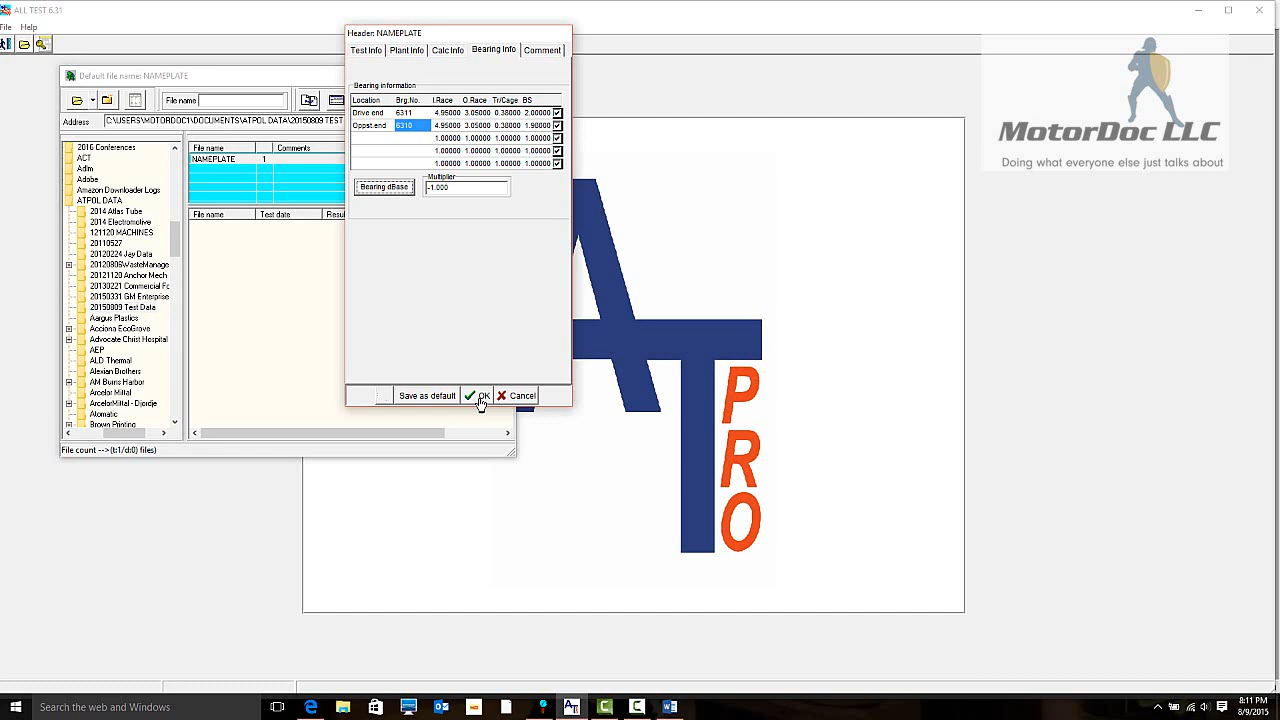 ALL TEST 6.31
File Help
Header: NAMEPLATE
Test Info Plant Info Calc Info Bearing Info Comment
Bearing information
Location Brg.No. I.Race O.Race Tr/Cage BS
Drive end 6311 4.95000 3.05000 0.38000 2.00000
Oppst.end 6310 4.95000 3.05000 0.38000 1.90000
1.00000 1.00000 1.00000 1.00000
1.00000 1.00000 1.00000 1.00000
1.00000 1.00000 1.00000 1.00000
Bearing dBase
Multiplier
-1.000
Save as default OK Cancel
Default file name: NAMEPLATE
File name
Address C:\USERS\MOTORDOC1\DOCUMENTS\ATPOL DATA\20150809 TEST
2016 Conferences
ACT
Adim
Adobe
Amazon Downloader Logs
ATPOL DATA
2014 Atlas Tube
2014 Electromotive
121120 MACHINES
20110527
20120224 Jay Data
20120806WasteManage
20121120 Anchor Mech
20130221 Commercial Fo
20150331 GM Enterprise
20150809 Test Data
Aargus Plastics
Acciona EcoGrove
Advocate Christ Hospital
AEP
ALD Thermal
Alexian Brothers
AM Burns Harbor
Arcelor Mittal
ArcelorMittal - Djordje
Atomatic
Brown Printing
File name Comments
NAMEPLATE 1
File name Test date Resul
File count -->(t:1/d:0) files)
MotorDoc LLC
Doing what everyone else just talks about
AT
PRO
Search the web and Windows
8:11 PM
8/9/2015